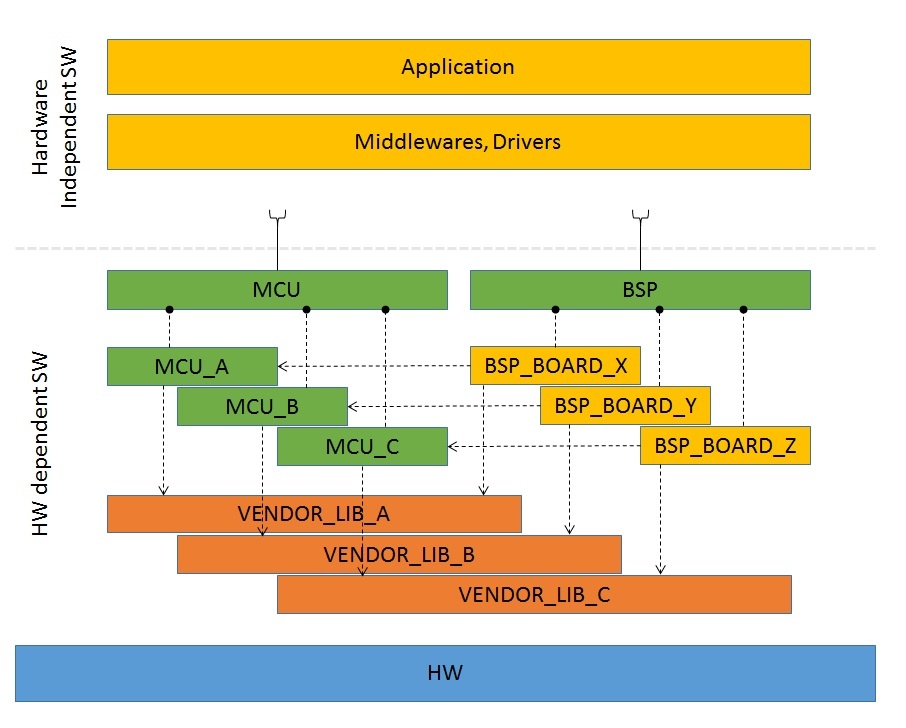 Hardware
Independent SW
Application
Middlewares, Drivers
HW dependent SW
MCU
BSP
MCU_A
BSP_BOARD_X
MCU_B
BSP_BOARD_Y
MCU_C
BSP_BOARD_Z
VENDOR_LIB_A
VENDOR_LIB_B
VENDOR_LIB_C
HW